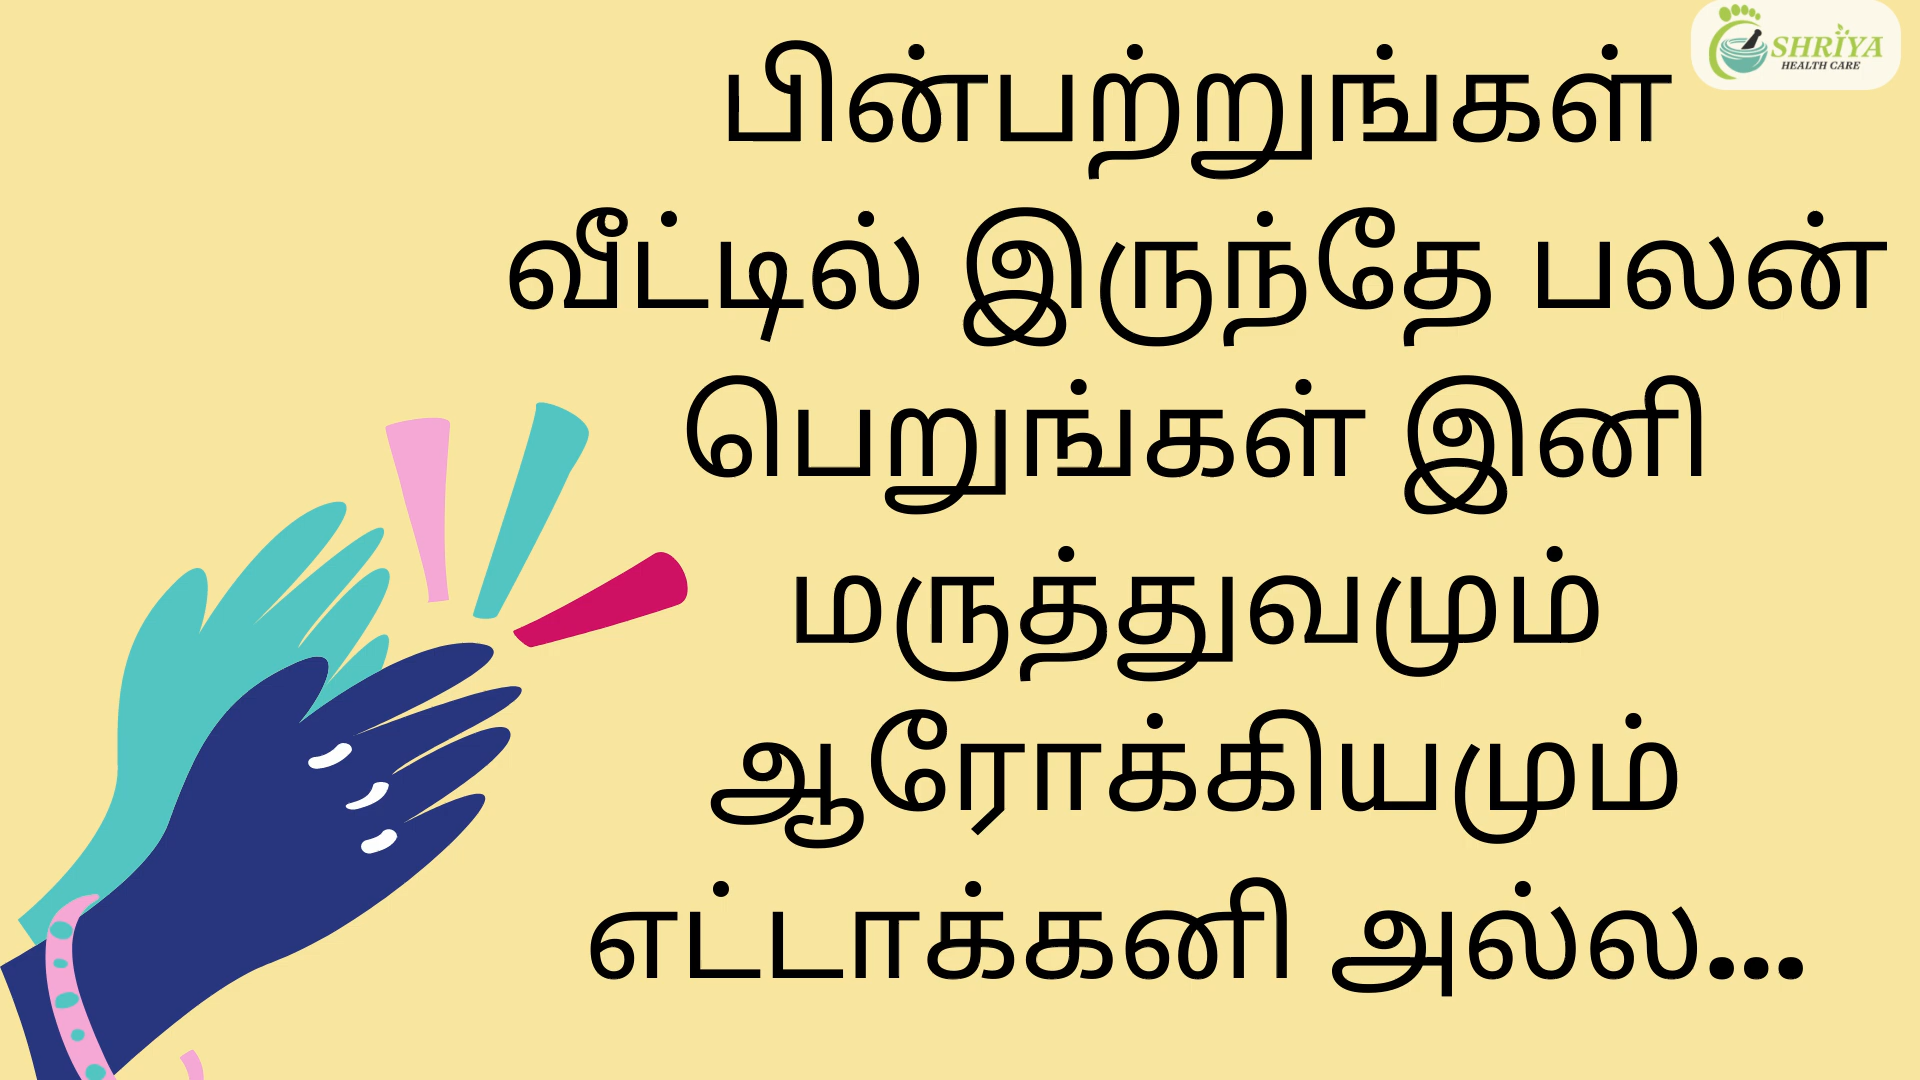 SHRIYA
HEALTH CARE
பின்பற்றுங்கள்
வீட்டில் இருந்தே பலன்
பெறுங்கள் இனி
மருத்துவமும்
ஆரோக்கியமும்
எட்டாக்கனி அல்ல...